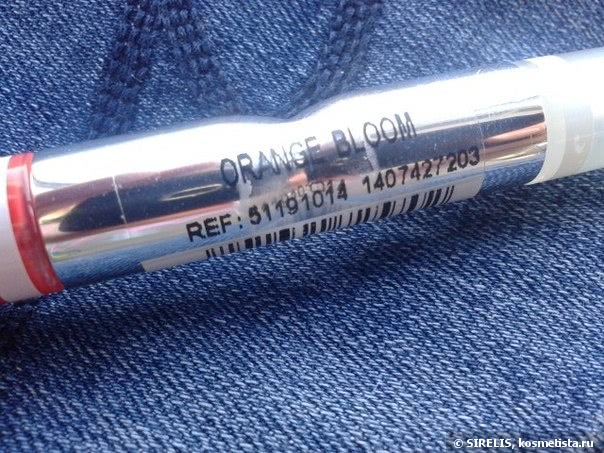 ORANGE BLOOM
REF: 51191014 1407427203
© SIRELIS, kosmetista.ru